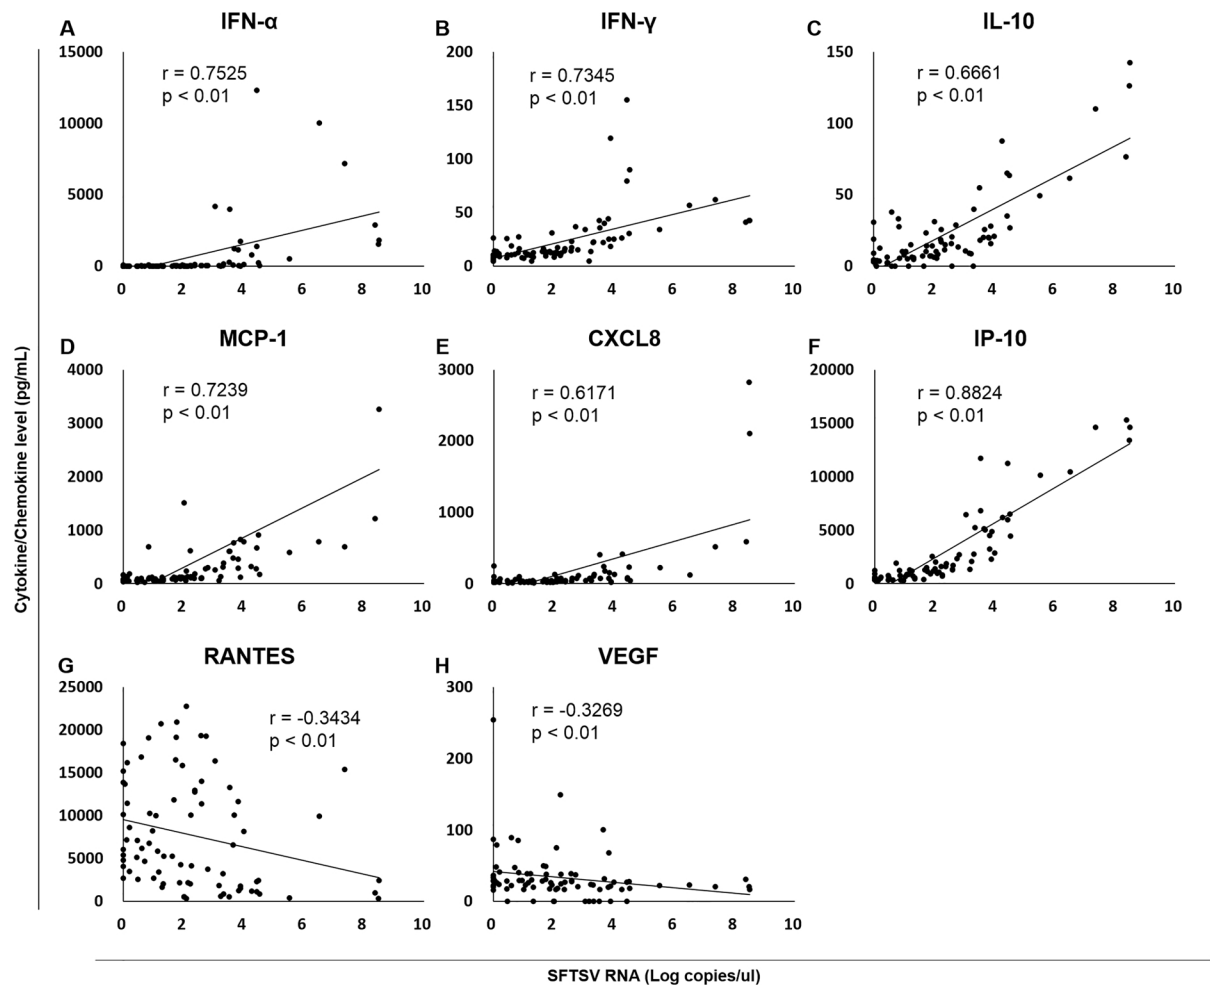 A IFN-α
r = 0.7525
p < 0.01
15000
10000
5000
0
0 2 4 6 8 10
B IFN-γ
r = 0.7345
p < 0.01
200
150
100
50
0
0 2 4 6 8 10
C IL-10
r = 0.6661
p < 0.01
150
100
50
0
0 2 4 6 8 10
D MCP-1
r = 0.7239
p < 0.01
4000
3000
2000
1000
0
0 2 4 6 8 10
E CXCL8
r = 0.6171
p < 0.01
3000
2000
1000
0
0 2 4 6 8 10
F IP-10
r = 0.8824
p < 0.01
20000
15000
10000
5000
0
0 2 4 6 8 10
G RANTES
r = -0.3434
p < 0.01
25000
20000
15000
10000
5000
0
0 2 4 6 8 10
H VEGF
r = -0.3269
p < 0.01
300
200
100
0
0 2 4 6 8 10
Cytokine/Chemokine level (pg/mL)
SFTSV RNA (Log copies/ul)